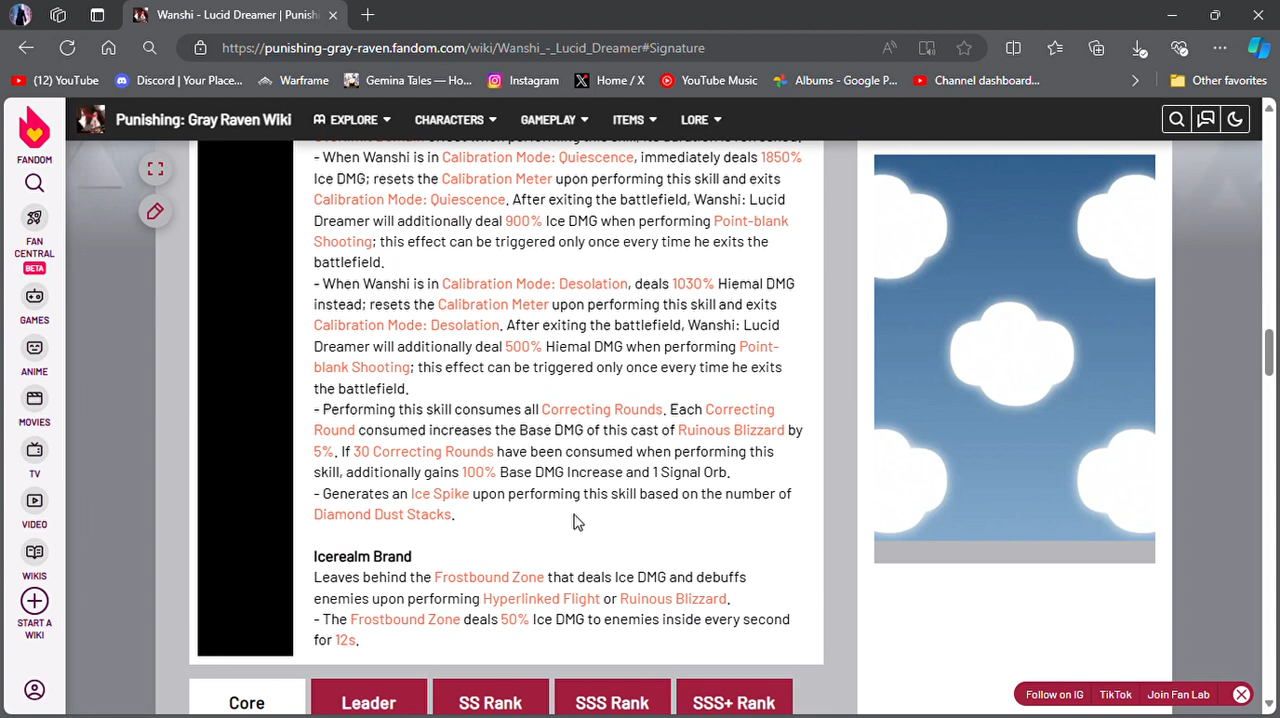 Wanshi - Lucid Dreamer | Punish
https://punishing-gray-raven.fandom.com/wiki/Wanshi_-_Lucid_Dreamer#Signature
(12) YouTube
Discord | Your Place...
Warframe
Gemina Tales — Ho...
Instagram
Home / X
YouTube Music
Albums - Google P...
Channel dashboard...
Other favorites
Punishing: Gray Raven Wiki
EXPLORE
CHARACTERS
GAMEPLAY
ITEMS
LORE
FANDOM
FAN
CENTRAL
BETA
GAMES
ANIME
MOVIES
TV
VIDEO
WIKIS
START A
WIKI
- When Wanshi is in Calibration Mode: Quiescence, immediately deals 1850%
Ice DMG; resets the Calibration Meter upon performing this skill and exits
Calibration Mode: Quiescence. After exiting the battlefield, Wanshi: Lucid
Dreamer will additionally deal 900% Ice DMG when performing Point-blank
Shooting; this effect can be triggered only once every time he exits the
battlefield.
- When Wanshi is in Calibration Mode: Desolation, deals 1030% Hiemal DMG
instead; resets the Calibration Meter upon performing this skill and exits
Calibration Mode: Desolation. After exiting the battlefield, Wanshi: Lucid
Dreamer will additionally deal 500% Hiemal DMG when performing Point-
blank Shooting; this effect can be triggered only once every time he exits
the battlefield.
- Performing this skill consumes all Correcting Rounds. Each Correcting
Round consumed increases the Base DMG of this cast of Ruinous Blizzard by
5%. If 30 Correcting Rounds have been consumed when performing this
skill, additionally gains 100% Base DMG Increase and 1 Signal Orb.
- Generates an Ice Spike upon performing this skill based on the number of
Diamond Dust Stacks.
Icerealm Brand
Leaves behind the Frostbound Zone that deals Ice DMG and debuffs
enemies upon performing Hyperlinked Flight or Ruinous Blizzard.
- The Frostbound Zone deals 50% Ice DMG to enemies inside every second
for 12s.
Core
Leader
SS Rank
SSS Rank
SSS+ Rank
Follow on IG
TikTok
Join Fan Lab